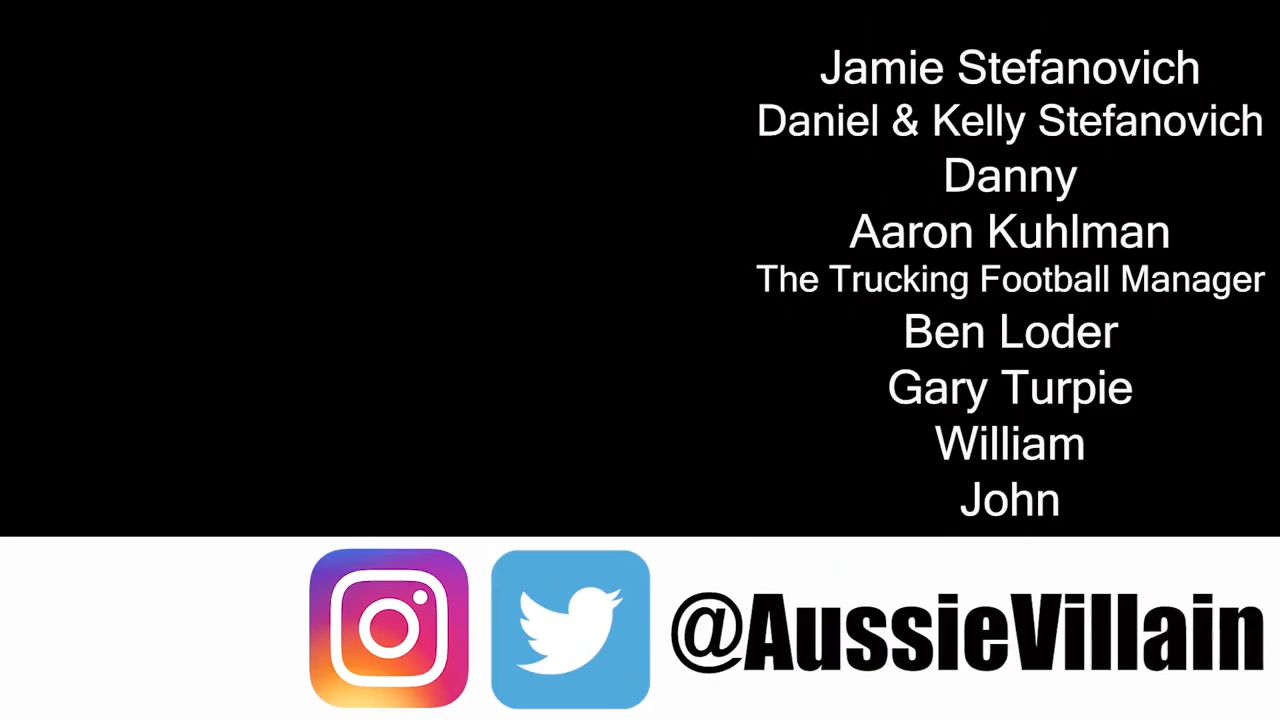 Jamie Stefanovich
Daniel & Kelly Stefanovich
Danny
Aaron Kuhlman
The Trucking Football Manager
Ben Loder
Gary Turpie
William
John
@AussieVillain